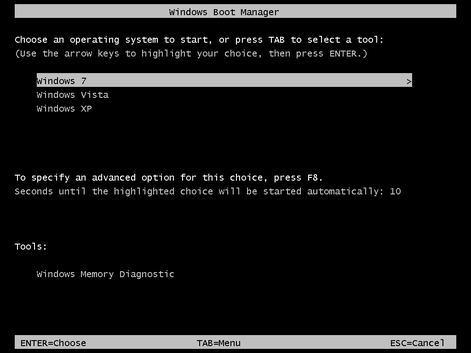 Windows Boot Manager
Choose an operating system to start, or press TAB to select a tool:
(Use the arrow keys to highlight your choice, then press ENTER.)
Windows 7 >
Windows Vista
Windows XP
To specify an advanced option for this choice, press F8.
Seconds until the highlighted choice will be started automatically: 10
Tools:
Windows Memory Diagnostic
ENTER=Choose TAB=Menu ESC=Cancel